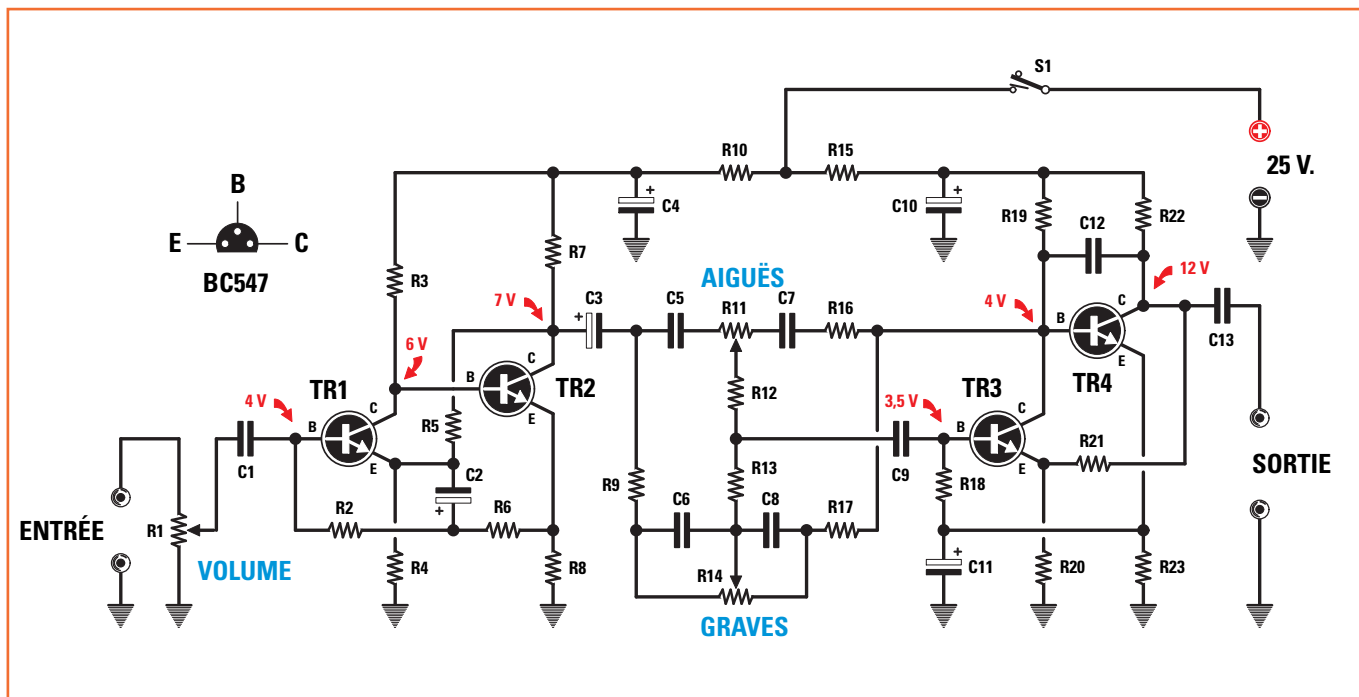 S1
25 V.
R10
R15
C4
C10
R19
C12
R22
B
E
C
BC547
R3
R7
7 V
C3
+
C5
AIGUËS
R11
C7
R16
4 V
12 V
B
C
E
TR4
C13
6 V
TR1
4 V
B
C
E
B
C
E
TR2
R5
R12
TR3
3,5 V
B
C
E
R21
C1
C2
+
R9
R13
C9
R18
SORTIE
ENTRÉE
R1
VOLUME
R2
R6
C6
C8
R17
R4
R8
R14
GRAVES
+
C11
R20
R23
+
+